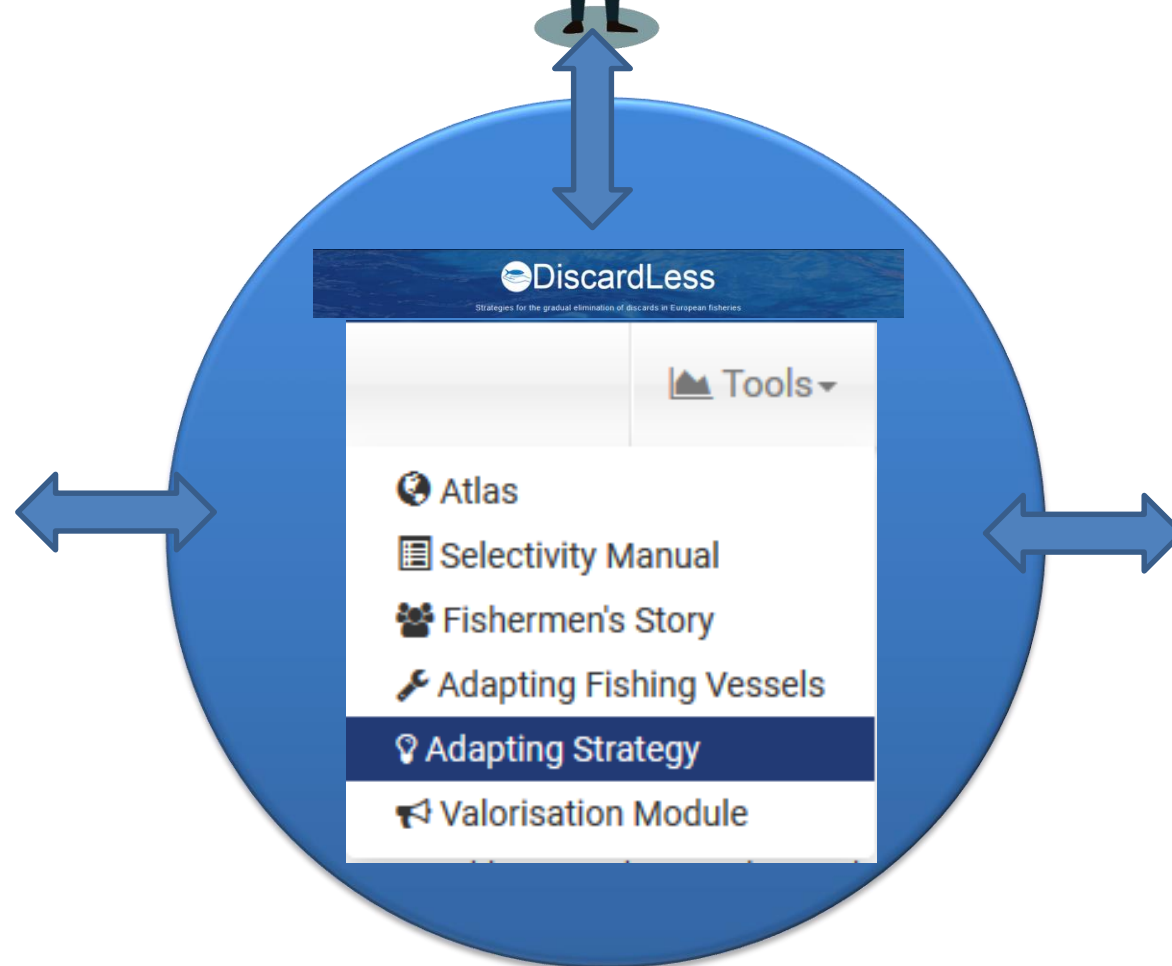 DiscardLess
Strategies for the gradual elimination of discards in European fisheries
Tools
Atlas
Selectivity Manual
Fishermen's Story
Adapting Fishing Vessels
Adapting Strategy
Valorisation Module